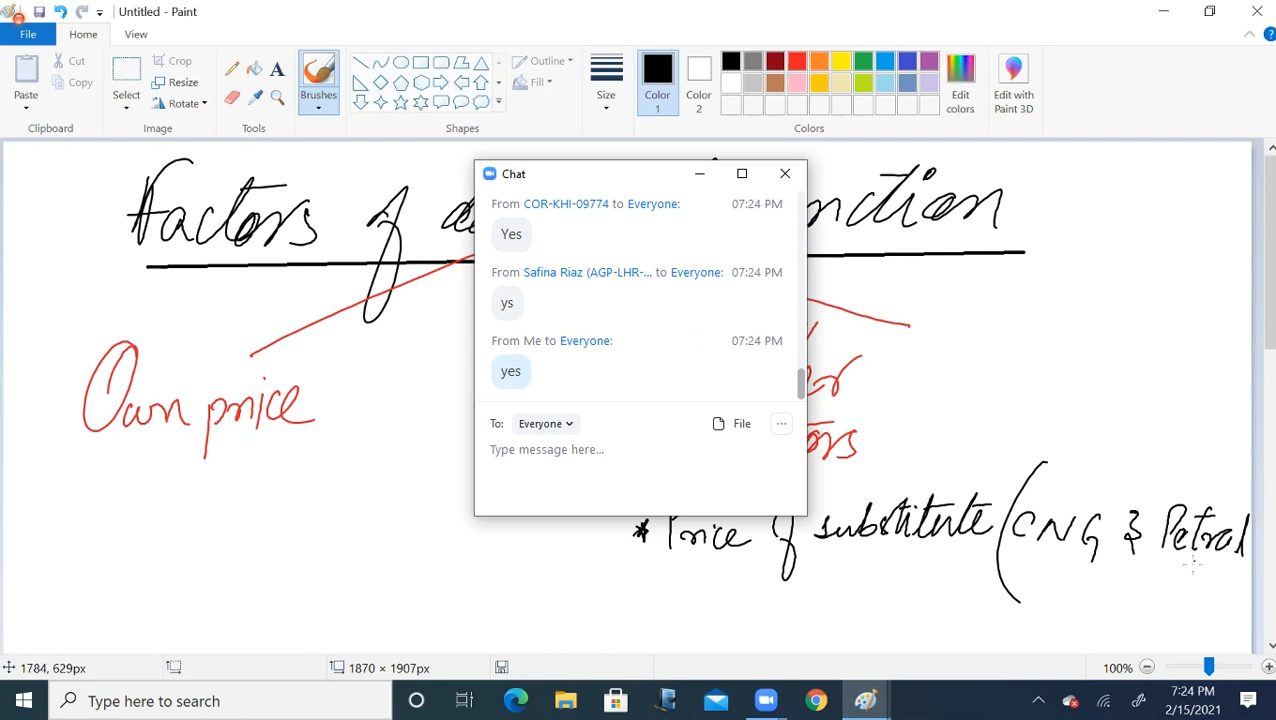 Untitled - Paint
File
Home
View
Paste
Cut
Copy
Clipboard
Select
Crop
Resize
Rotate
Image
A
Tools
Brushes
Outline
Fill
Shapes
Size
Color 1
Color 2
Edit colors
Colors
Edit with Paint 3D
Factors of
nction
Own price
* Price of substitute (CNG & Petral
Chat
From COR-KHI-09774 to Everyone: 07:24 PM
Yes
From Safina Riaz (AGP-LHR-... to Everyone: 07:24 PM
ys
From Me to Everyone: 07:24 PM
yes
To: Everyone
File
...
Type message here...
1784, 629px
1870 × 1907px
100%
Type here to search
7:24 PM
2/15/2021